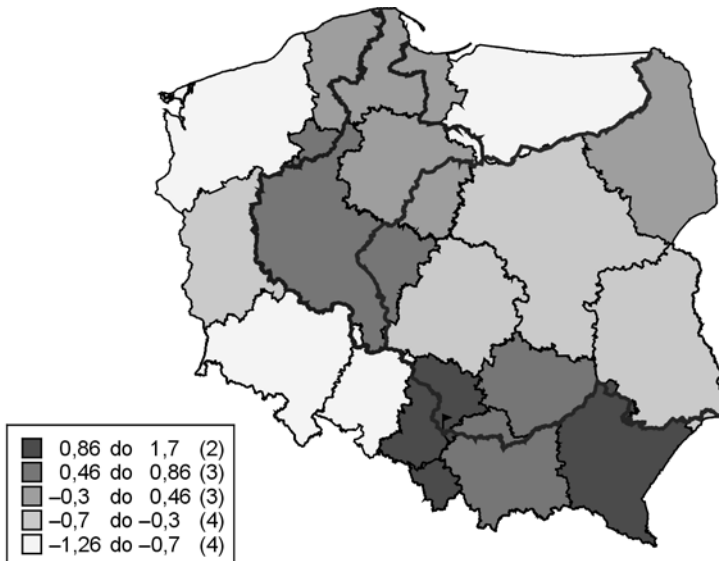 0,86 do 1,7 (2)
0,46 do 0,86 (3)
–0,3 do 0,46 (3)
–0,7 do –0,3 (4)
–1,26 do –0,7 (4)